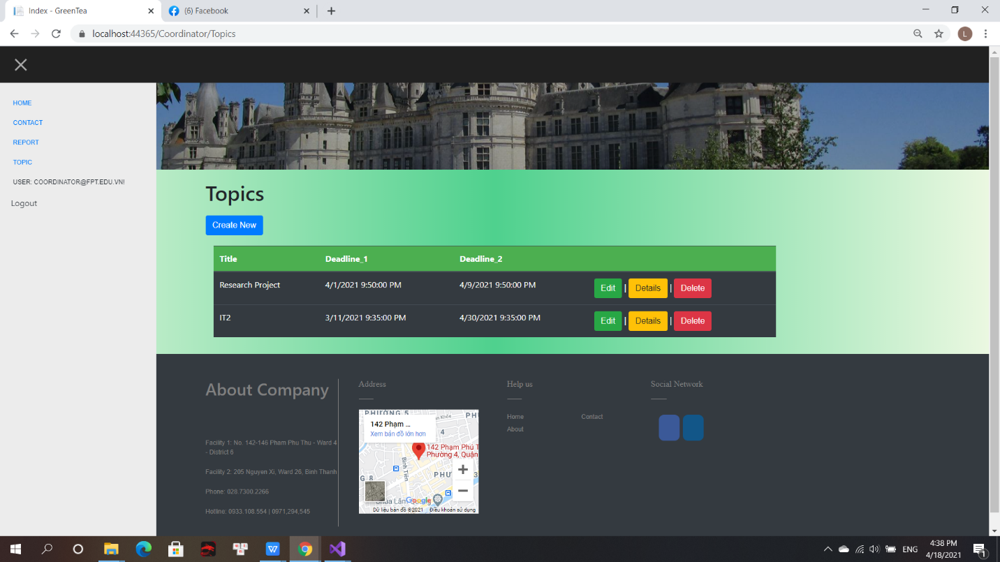 Index - GreenTea
(6) Facebook
localhost:44365/Coordinator/Topics
L
HOME
CONTACT
REPORT
TOPIC
USER: COORDINATOR@FPT.EDU.VN!
Logout
Topics
Create New
Title Deadline_1 Deadline_2
Research Project 4/1/2021 9:50:00 PM 4/9/2021 9:50:00 PM Edit | Details | Delete
IT2 3/11/2021 9:35:00 PM 4/30/2021 9:35:00 PM Edit | Details | Delete
About Company
Facility 1: No. 142-146 Pham Phu Thu - Ward 4
- District 6
Facility 2: 205 Nguyen Xi, Ward 26, Binh Thanh
Phone: 028.7300.2266
Hotline: 0933.108.554 | 0971,294,545
Address
PHƯỜNG 5
142 Phạm ...
Xem bản đồ lớn hơn
4
142 Phạm Phú T
Phường 4, Quận
Bình Tiên
Chùa Lâm Quang
Google
Dữ liệu bản đồ ©2021 Điều khoản sử dụng
Help us
Home Contact
About
Social Network
W
ENG
4:38 PM
4/18/2021
1